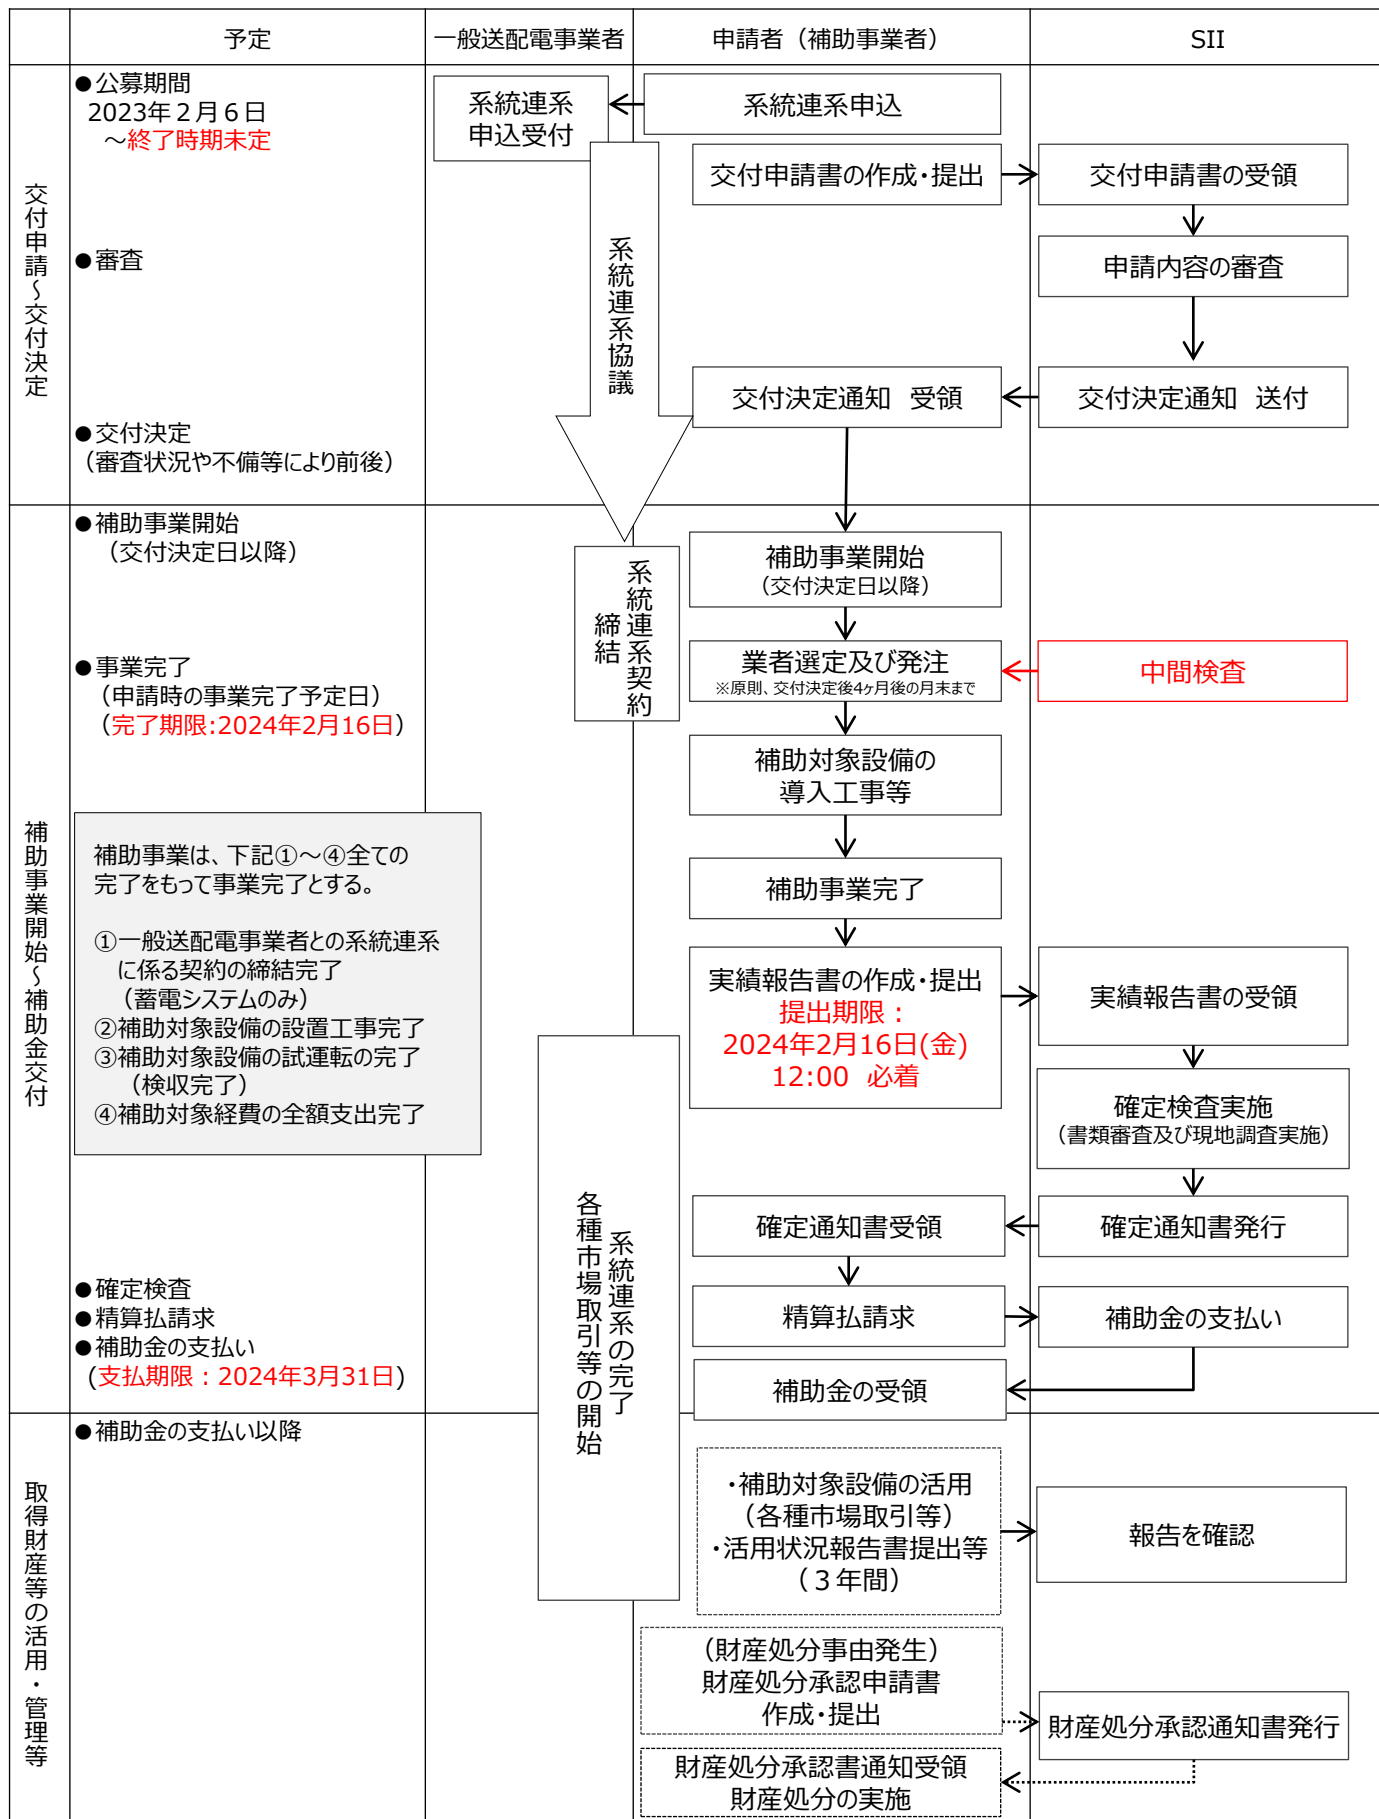 予定
一般送配電事業者
申請者（補助事業者）
SII
交付申請～交付決定
●公募期間
2023年２月６日
～終了時期未定
●審査
●交付決定
（審査状況や不備等により前後）
系統連系
申込受付
系統連系申込
交付申請書の作成・提出
交付申請書の受領
申請内容の審査
系統連系協議
交付決定通知　受領
交付決定通知　送付
補助事業開始～補助金交付
●補助事業開始
（交付決定日以降）
●事業完了
（申請時の事業完了予定日）
（完了期限:2024年2月16日）
補助事業は、下記①～④全ての
完了をもって事業完了とする。
①一般送配電事業者との系統連系
に係る契約の締結完了
（蓄電システムのみ）
②補助対象設備の設置工事完了
③補助対象設備の試運転の完了
（検収完了）
④補助対象経費の全額支出完了
●確定検査
●精算払請求
●補助金の支払い
(支払期限：2024年3月31日)
系統連系契約
締結
補助事業開始
（交付決定日以降）
業者選定及び発注
※原則、交付決定後4ヶ月後の月末まで
中間検査
補助対象設備の
導入工事等
補助事業完了
実績報告書の作成・提出
提出期限：
2024年2月16日(金)
12:00　必着
実績報告書の受領
確定検査実施
（書類審査及び現地調査実施）
系統連系の完了
各種市場取引等の開始
確定通知書受領
確定通知書発行
精算払請求
補助金の支払い
補助金の受領
取得財産等の活用・管理等
●補助金の支払い以降
・補助対象設備の活用
（各種市場取引等）
・活用状況報告書提出等
（３年間）
報告を確認
（財産処分事由発生）
財産処分承認申請書
作成・提出
財産処分承認通知書発行
財産処分承認書通知受領
財産処分の実施